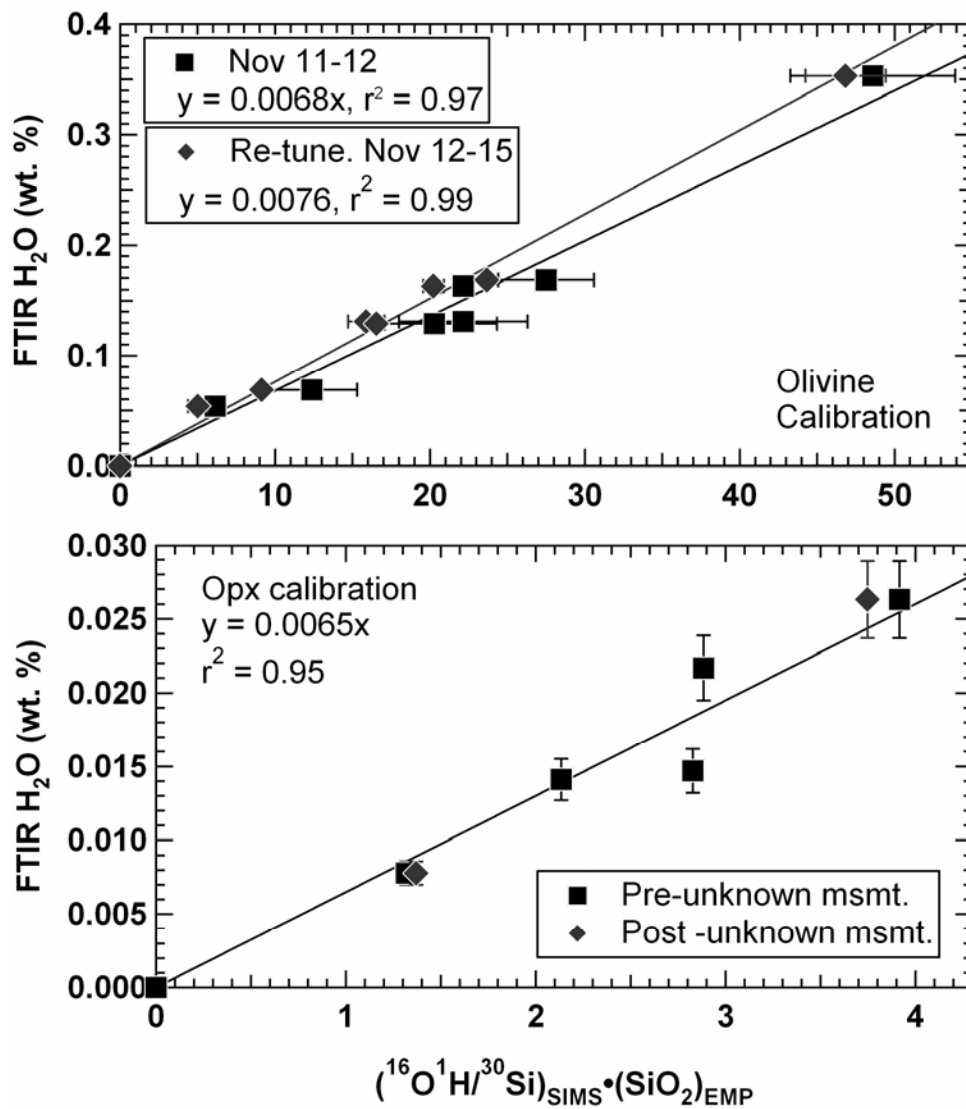 0.4
Nov 11-12
y = 0.0068x, r² = 0.97
Re-tune. Nov 12-15
y = 0.0076, r² = 0.99
0.3
0.2
0.1
0.0
FTIR H₂O (wt. %)
Olivine
Calibration
0 10 20 30 40 50
0.030
Opx calibration
y = 0.0065x
r² = 0.95
0.025
0.020
0.015
0.010
0.005
0.000
FTIR H₂O (wt. %)
Pre-unknown msmt.
Post -unknown msmt.
0 1 2 3 4
(¹⁶O¹H/³⁰Si)SIMS•(SiO₂)EMP